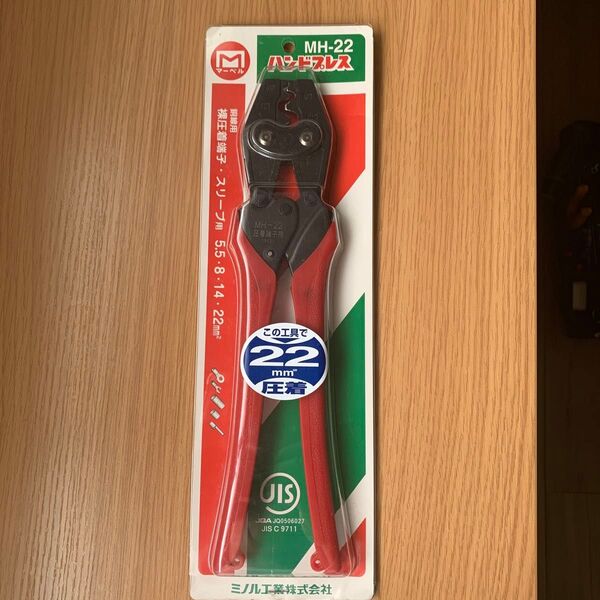 M
マーベル
MH-22
ハンドプレス
銅線用
裸圧着端子・スリーブ用 5.5・8・14・22mm²
MH-22
圧着端子用
この工具で
22
mm²
圧着
JIS
JQA JQ0506027
JIS C 9711
ミノル工業株式会社